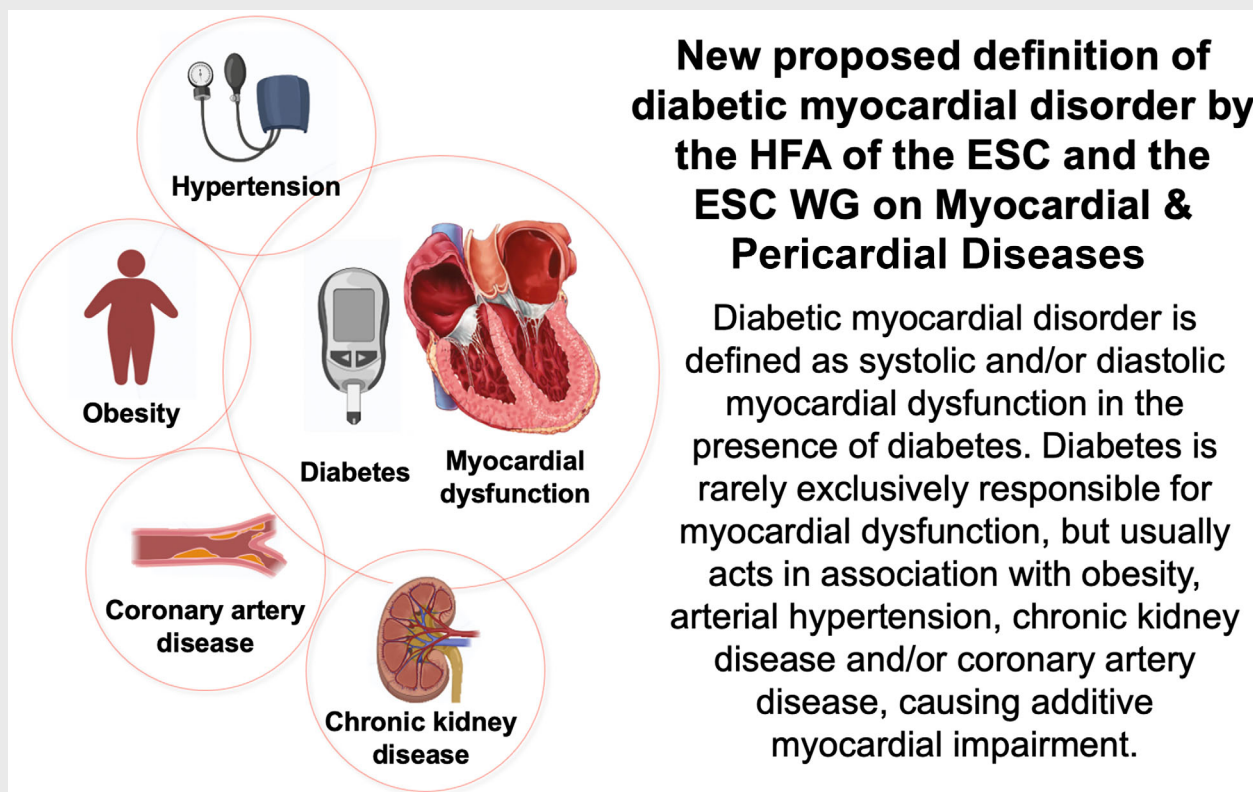 Hypertension
Obesity
Diabetes
Myocardial
dysfunction
Coronary artery
disease
Chronic kidney
disease
New proposed definition of
diabetic myocardial disorder by
the HFA of the ESC and the
ESC WG on Myocardial &
Pericardial Diseases
Diabetic myocardial disorder is
defined as systolic and/or diastolic
myocardial dysfunction in the
presence of diabetes. Diabetes is
rarely exclusively responsible for
myocardial dysfunction, but usually
acts in association with obesity,
arterial hypertension, chronic kidney
disease and/or coronary artery
disease, causing additive
myocardial impairment.